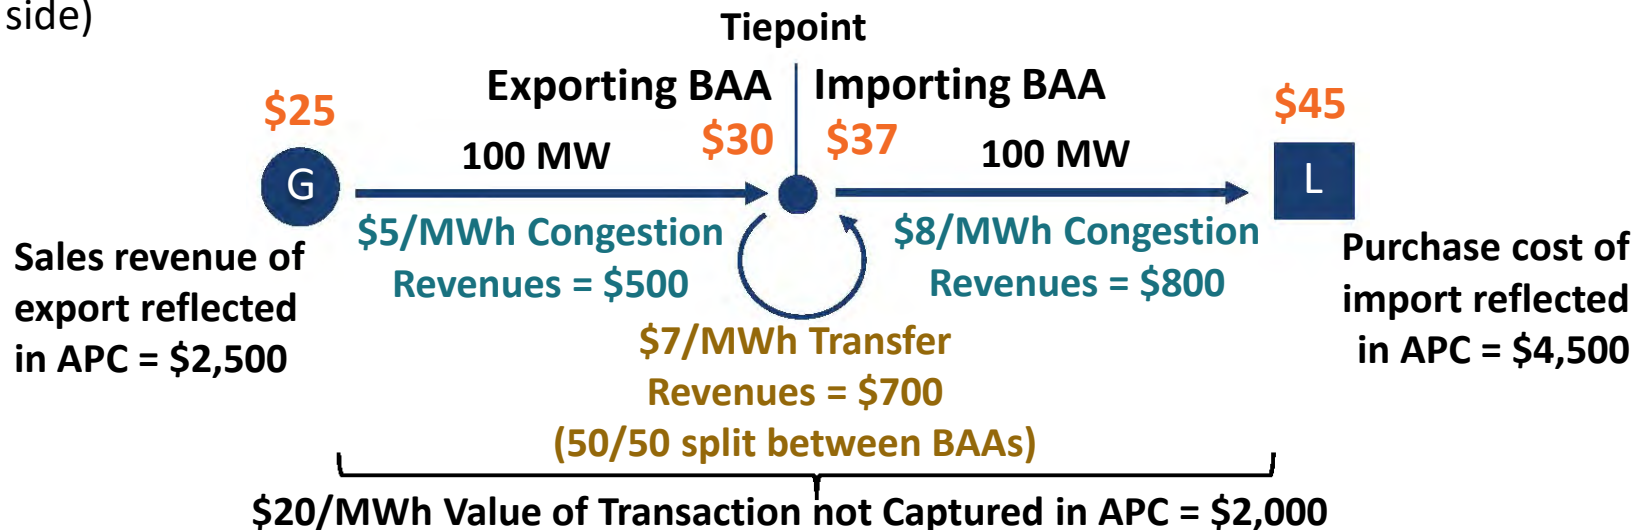 side)
Tiepoint
Exporting BAA
Importing BAA
$25
$30
$37
$45
100 MW
100 MW
G
L
$5/MWh Congestion
Revenues = $500
$8/MWh Congestion
Revenues = $800
Sales revenue of
export reflected
in APC = $2,500
Purchase cost of
import reflected
in APC = $4,500
$7/MWh Transfer
Revenues = $700
(50/50 split between BAAs)
$20/MWh Value of Transaction not Captured in APC = $2,000